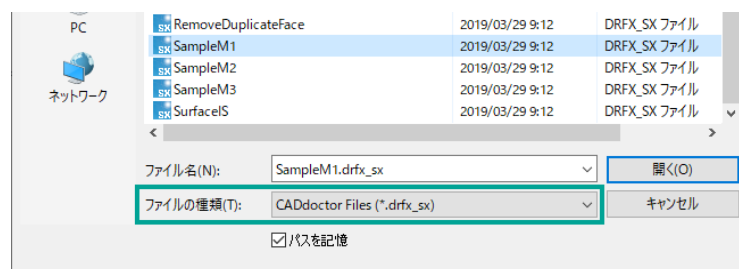 PC
RemoveDuplicateFace 2019/03/29 9:12 DRFX_SX ファイル
SampleM1 2019/03/29 9:12 DRFX_SX ファイル
SampleM2 2019/03/29 9:12 DRFX_SX ファイル
SampleM3 2019/03/29 9:12 DRFX_SX ファイル
SurfaceIS 2019/03/29 9:12 DRFX_SX ファイル
ネットワーク
ファイル名(N): SampleM1.drfx_sx 開く(O)
ファイルの種類(T): CADdoctor Files (*.drfx_sx) キャンセル
パスを記憶